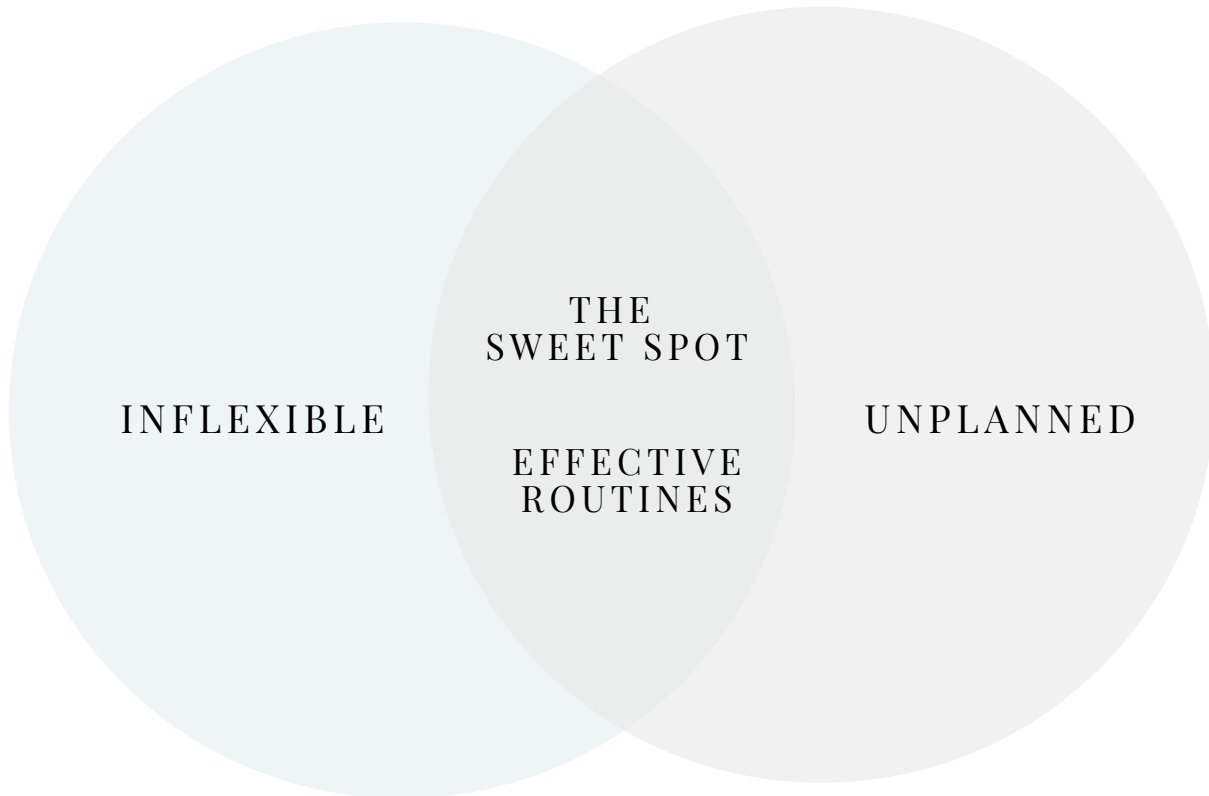 INFLEXIBLE
THE
SWEET SPOT
EFFECTIVE
ROUTINES
UNPLANNED